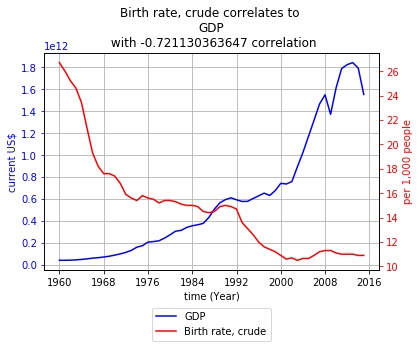 Birth rate, crude correlates to
GDP
with -0.721130363647 correlation
1e12
1.8
1.6
1.4
1.2
1.0
0.8
0.6
0.4
0.2
0.0
current US$
26
24
22
20
18
16
14
12
10
per 1,000 people
1960 1968 1976 1984 1992 2000 2008 2016
time (Year)
GDP
Birth rate, crude